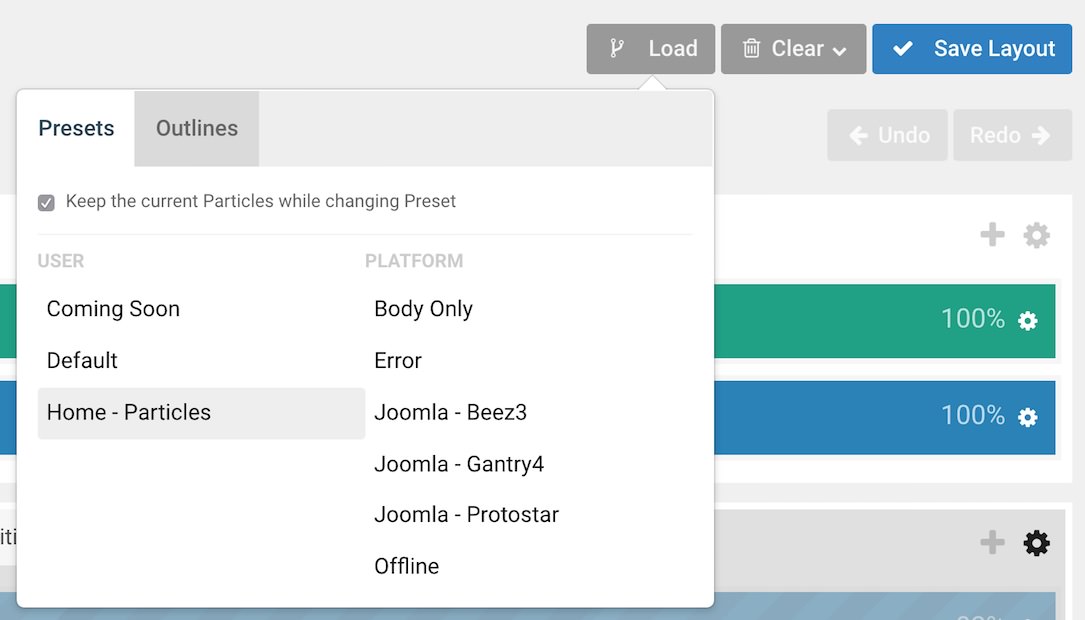 Load
Clear
Save Layout
Presets
Outlines
Undo
Redo
Keep the current Particles while changing Preset
USER
PLATFORM
Coming Soon
Body Only
100%
Default
Error
Home - Particles
Joomla - Beez3
100%
Joomla - Gantry4
Joomla - Protostar
Offline